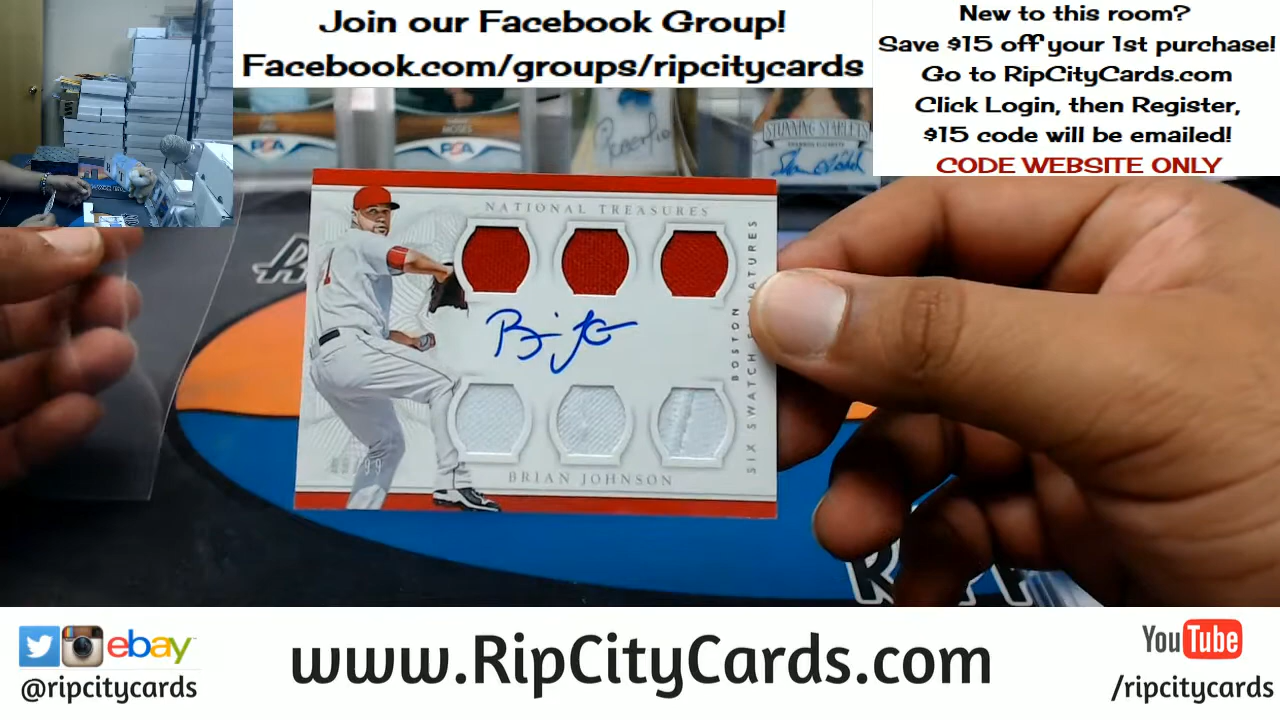 Join our Facebook Group!
Facebook.com/groups/ripcitycards
New to this room?
Save $15 off your 1st purchase!
Go to RipCityCards.com
Click Login, then Register,
$15 code will be emailed!
CODE WEBSITE ONLY
PSA
MOSES
PSA
STUNNING STARLETS
NATIONAL TREASURES
BOSTON
SIX SWATCH SIGNATURES
BRIAN JOHNSON
ebay
@ripcitycards
www.RipCityCards.com
YouTube
/ripcitycards